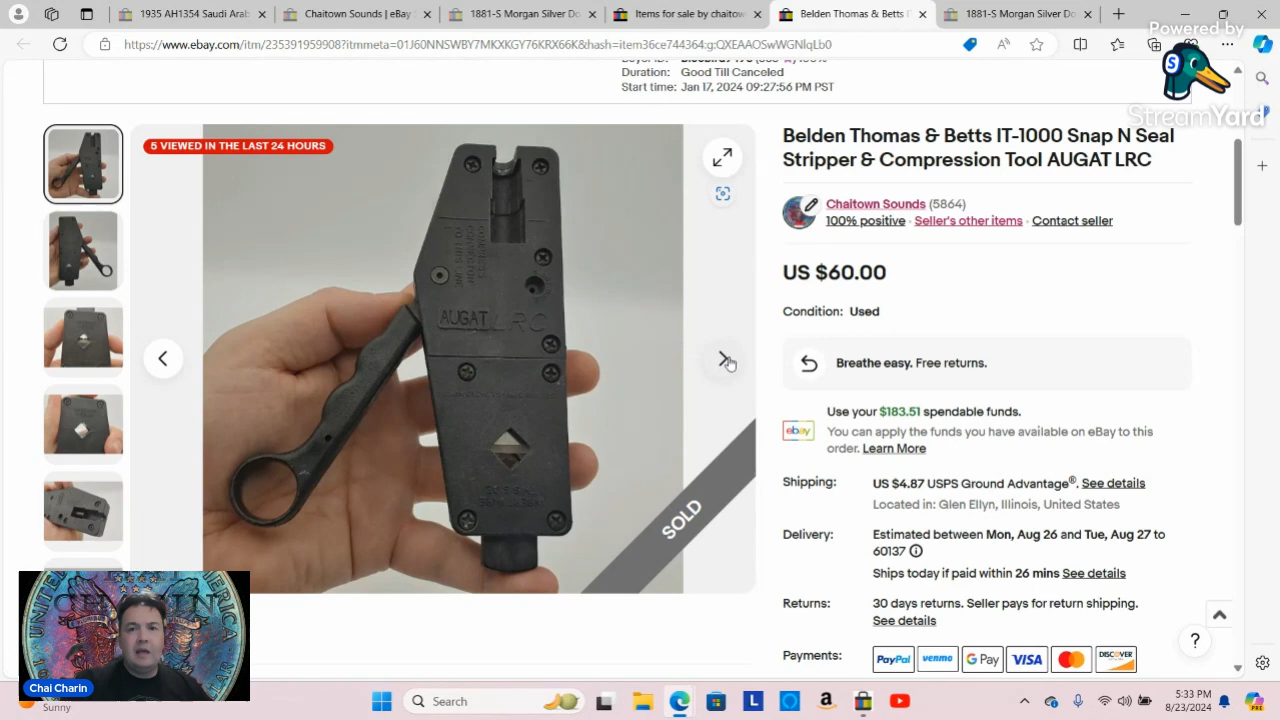 1935 AH1354 Saudi Arab
Chaitown Sounds | eBay S
1881-S Morgan Silver Do
Items for sale by chaitow
Belden Thomas & Betts I
1881-S Morgan Silver Do
Powered by
https://www.ebay.com/itm/235391959908?itmmeta=01J60NNSWBY7MKXKGY76KRX66K&hash=item36ce744364:g:QXEAAOSwWGNlqLb0
StreamYard
Duration: Good Till Canceled
Start time: Jan 17, 2024 09:27:56 PM PST
5 VIEWED IN THE LAST 24 HOURS
AUGAT LRC
SOLD
Belden Thomas & Betts IT-1000 Snap N Seal
Stripper & Compression Tool AUGAT LRC
Chaitown Sounds (5864)
100% positive · Seller's other items · Contact seller
US $60.00
Condition: Used
Breathe easy. Free returns.
ebay
Use your $183.51 spendable funds.
You can apply the funds you have available on eBay to this
order. Learn More
Shipping: US $4.87 USPS Ground Advantage®. See details
Located in: Glen Ellyn, Illinois, United States
Delivery: Estimated between Mon, Aug 26 and Tue, Aug 27 to
60137
Ships today if paid within 26 mins See details
Returns: 30 days returns. Seller pays for return shipping.
See details
Payments: PayPal venmo G Pay VISA DISCOVER
Chai Charin
Sunny
Search
5:33 PM
8/23/2024